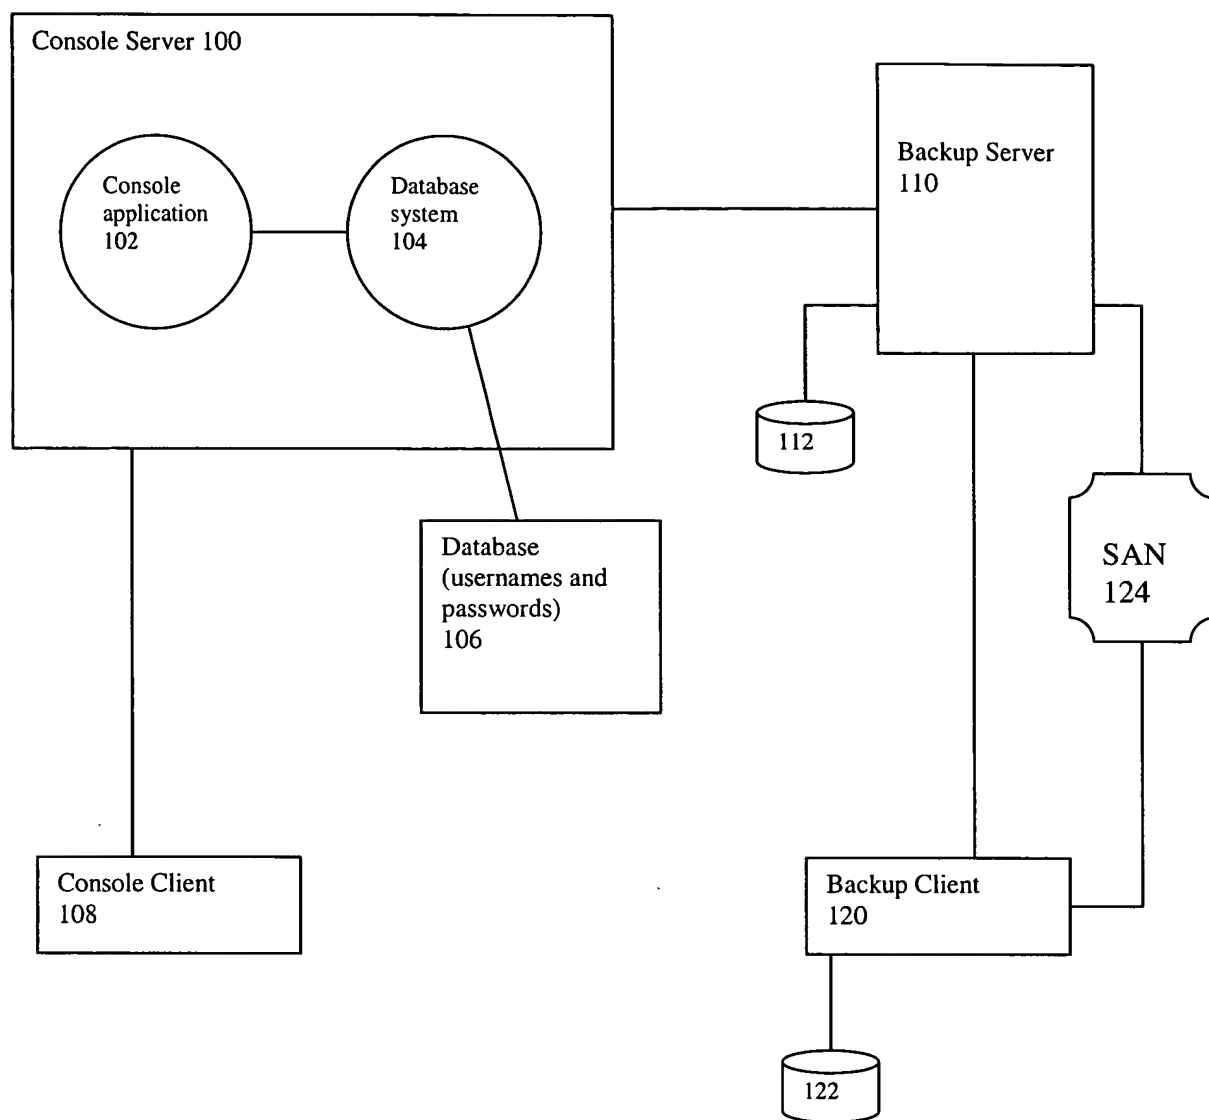 Console Server 100
Console
application
102
Database
system
104
Backup Server
110
112
Database
(usernames and
passwords)
106
SAN
124
Console Client
108
Backup Client
120
122